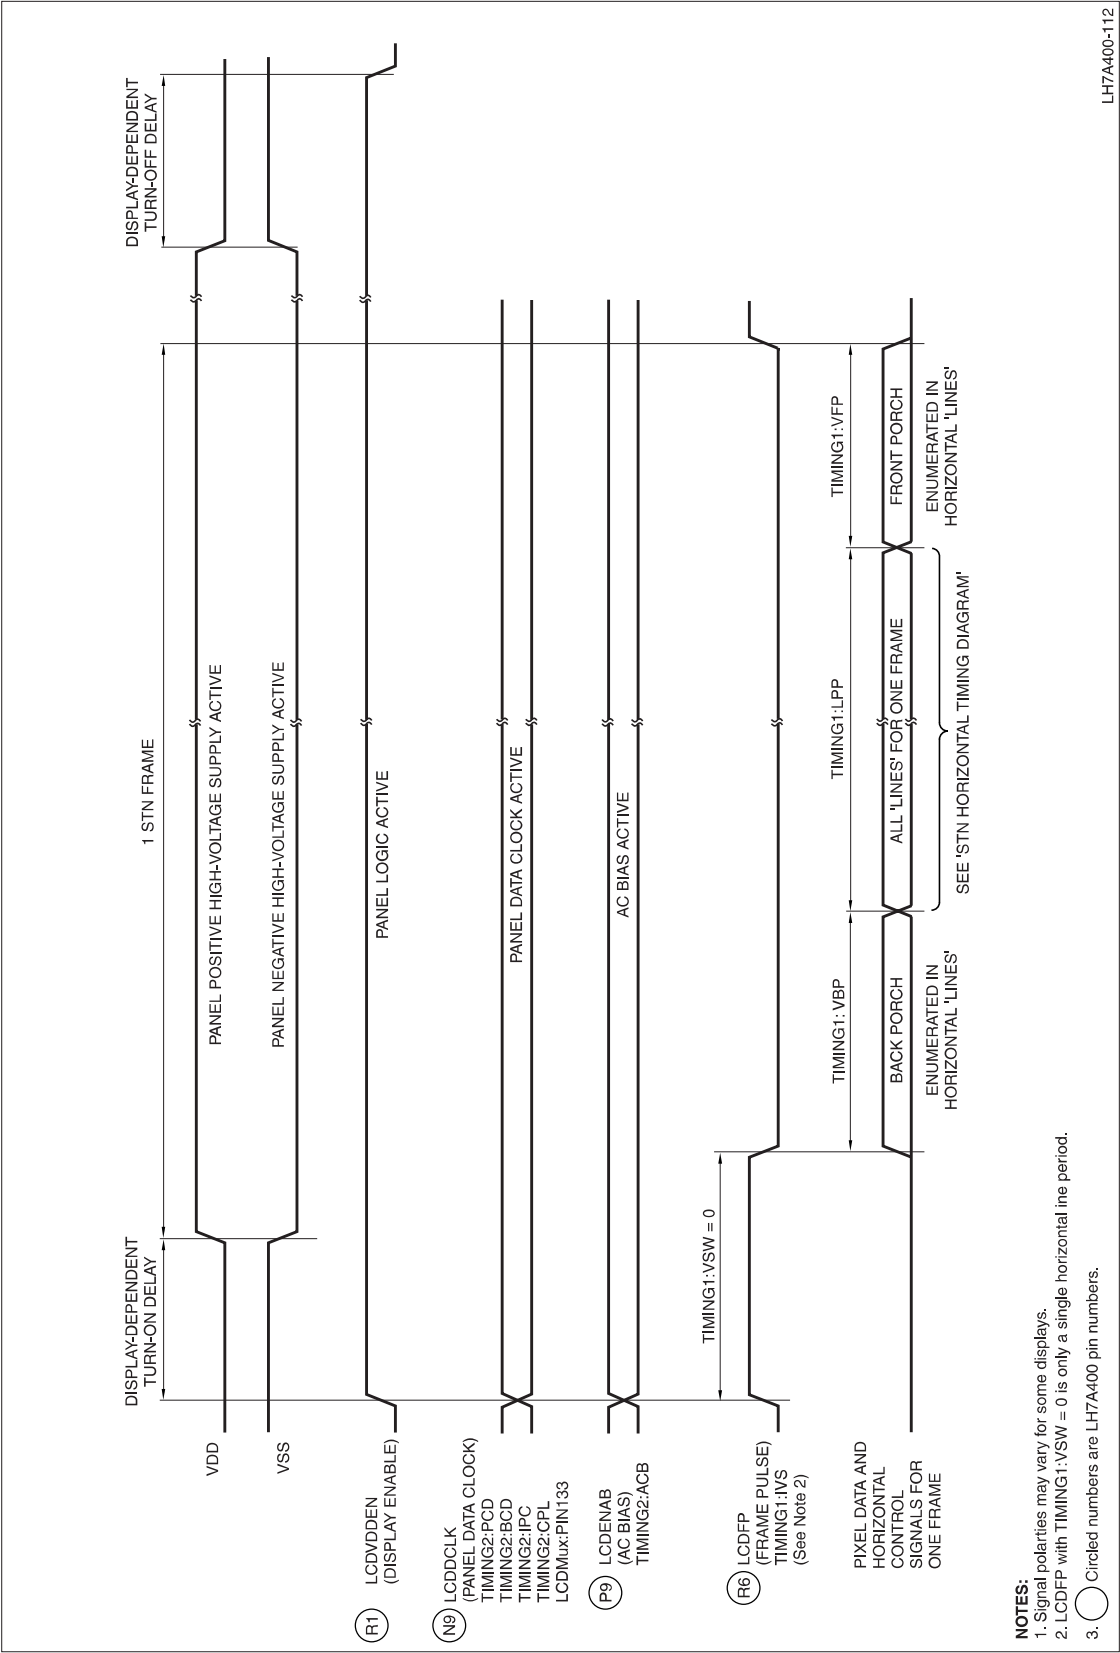 DISPLAY-DEPENDENT
TURN-ON DELAY
1 STN FRAME
DISPLAY-DEPENDENT
TURN-OFF DELAY
VDD
PANEL POSITIVE HIGH-VOLTAGE SUPPLY ACTIVE
VSS
PANEL NEGATIVE HIGH-VOLTAGE SUPPLY ACTIVE
R1
LCDVDDEN
(DISPLAY ENABLE)
PANEL LOGIC ACTIVE
N9
LCDDCLK
(PANEL DATA CLOCK)
TIMING2:PCD
TIMING2:BCD
TIMING2:IPC
TIMING2:CPL
LCDMux:PIN133
PANEL DATA CLOCK ACTIVE
P9
LCDENAB
(AC BIAS)
TIMING2:ACB
AC BIAS ACTIVE
TIMING1:VSW = 0
R6
LCDFP
(FRAME PULSE)
TIMING1:IVS
(See Note 2)
TIMING1: VBP
TIMING1:LPP
TIMING1:VFP
PIXEL DATA AND
HORIZONTAL
CONTROL
SIGNALS FOR
ONE FRAME
BACK PORCH
ALL 'LINES' FOR ONE FRAME
FRONT PORCH
ENUMERATED IN
HORIZONTAL 'LINES'
SEE 'STN HORIZONTAL TIMING DIAGRAM'
ENUMERATED IN
HORIZONTAL 'LINES'
NOTES:
1. Signal polarties may vary for some displays.
2. LCDFP with TIMING1:VSW = 0 is only a single horizontal ine period.
3. Circled numbers are LH7A400 pin numbers.
LH7A400-112